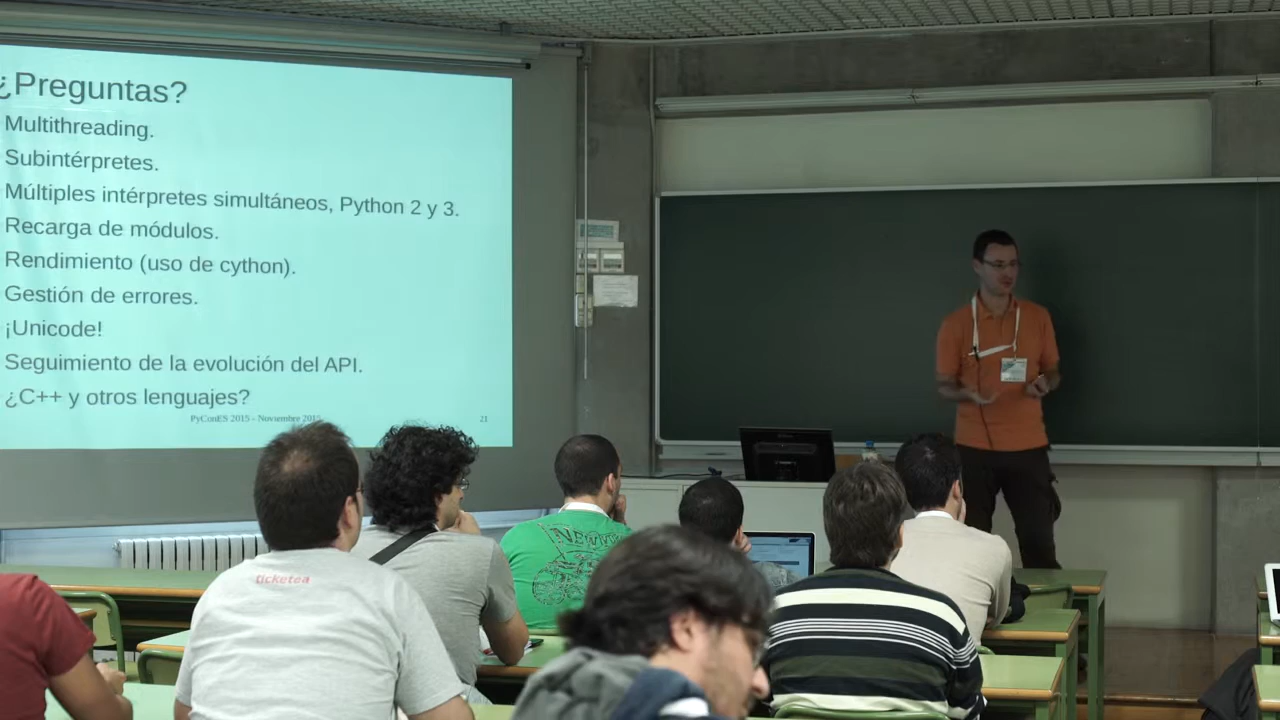 ¿Preguntas?
Multithreading.
Subintérpretes.
Múltiples intérpretes simultáneos, Python 2 y 3.
Recarga de módulos.
Rendimiento (uso de cython).
Gestión de errores.
¡Unicode!
Seguimiento de la evolución del API.
¿C++ y otros lenguajes?
PyConES 2015 - Noviembre 2015
21
ticketea